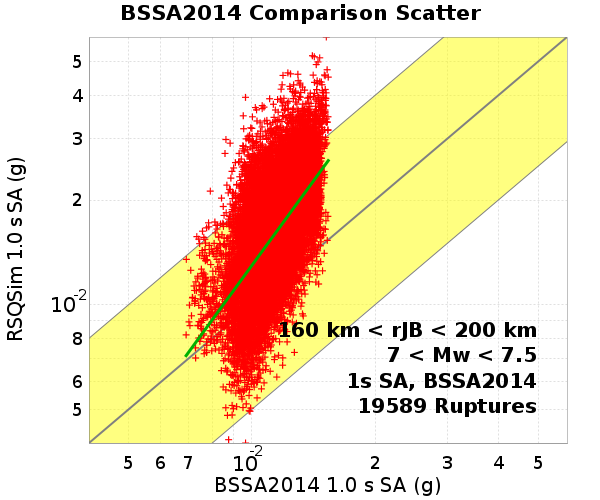 BSSA2014 Comparison Scatter
RSQSim 1.0 s SA (g)
5
4
3
2
10-2
8
6
5
160 km < rJB < 200 km
7 < Mw < 7.5
1s SA, BSSA2014
19589 Ruptures
5 6 7 10-2 2 3 4 5
BSSA2014 1.0 s SA (g)